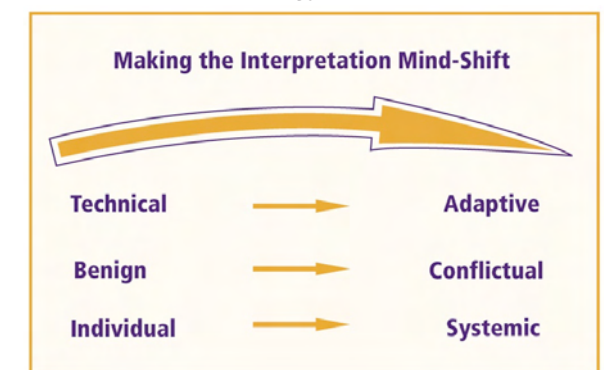 Making the Interpretation Mind-Shift
Technical Adaptive
Benign Conflictual
Individual Systemic